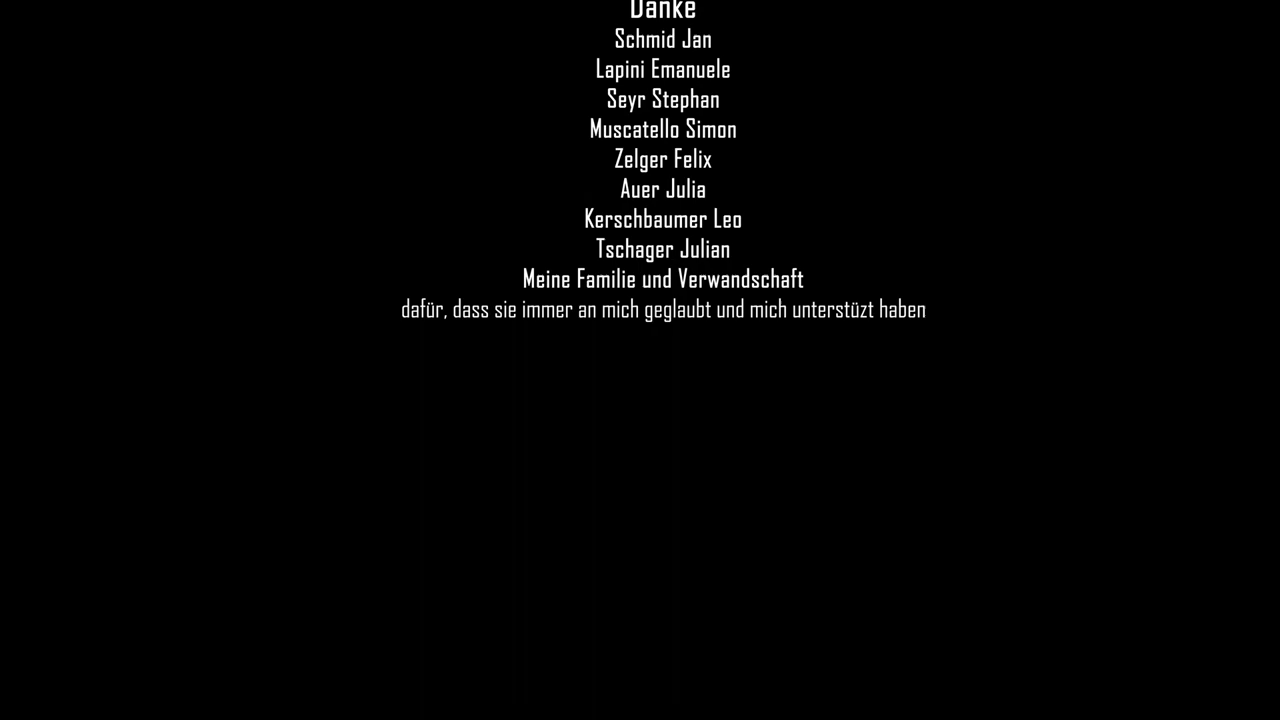 Danke
Schmid Jan
Lapini Emanuele
Seyr Stephan
Muscatello Simon
Zelger Felix
Auer Julia
Kerschbaumer Leo
Tschager Julian
Meine Familie und Verwandschaft
dafür, dass sie immer an mich geglaubt und mich unterstüzt haben